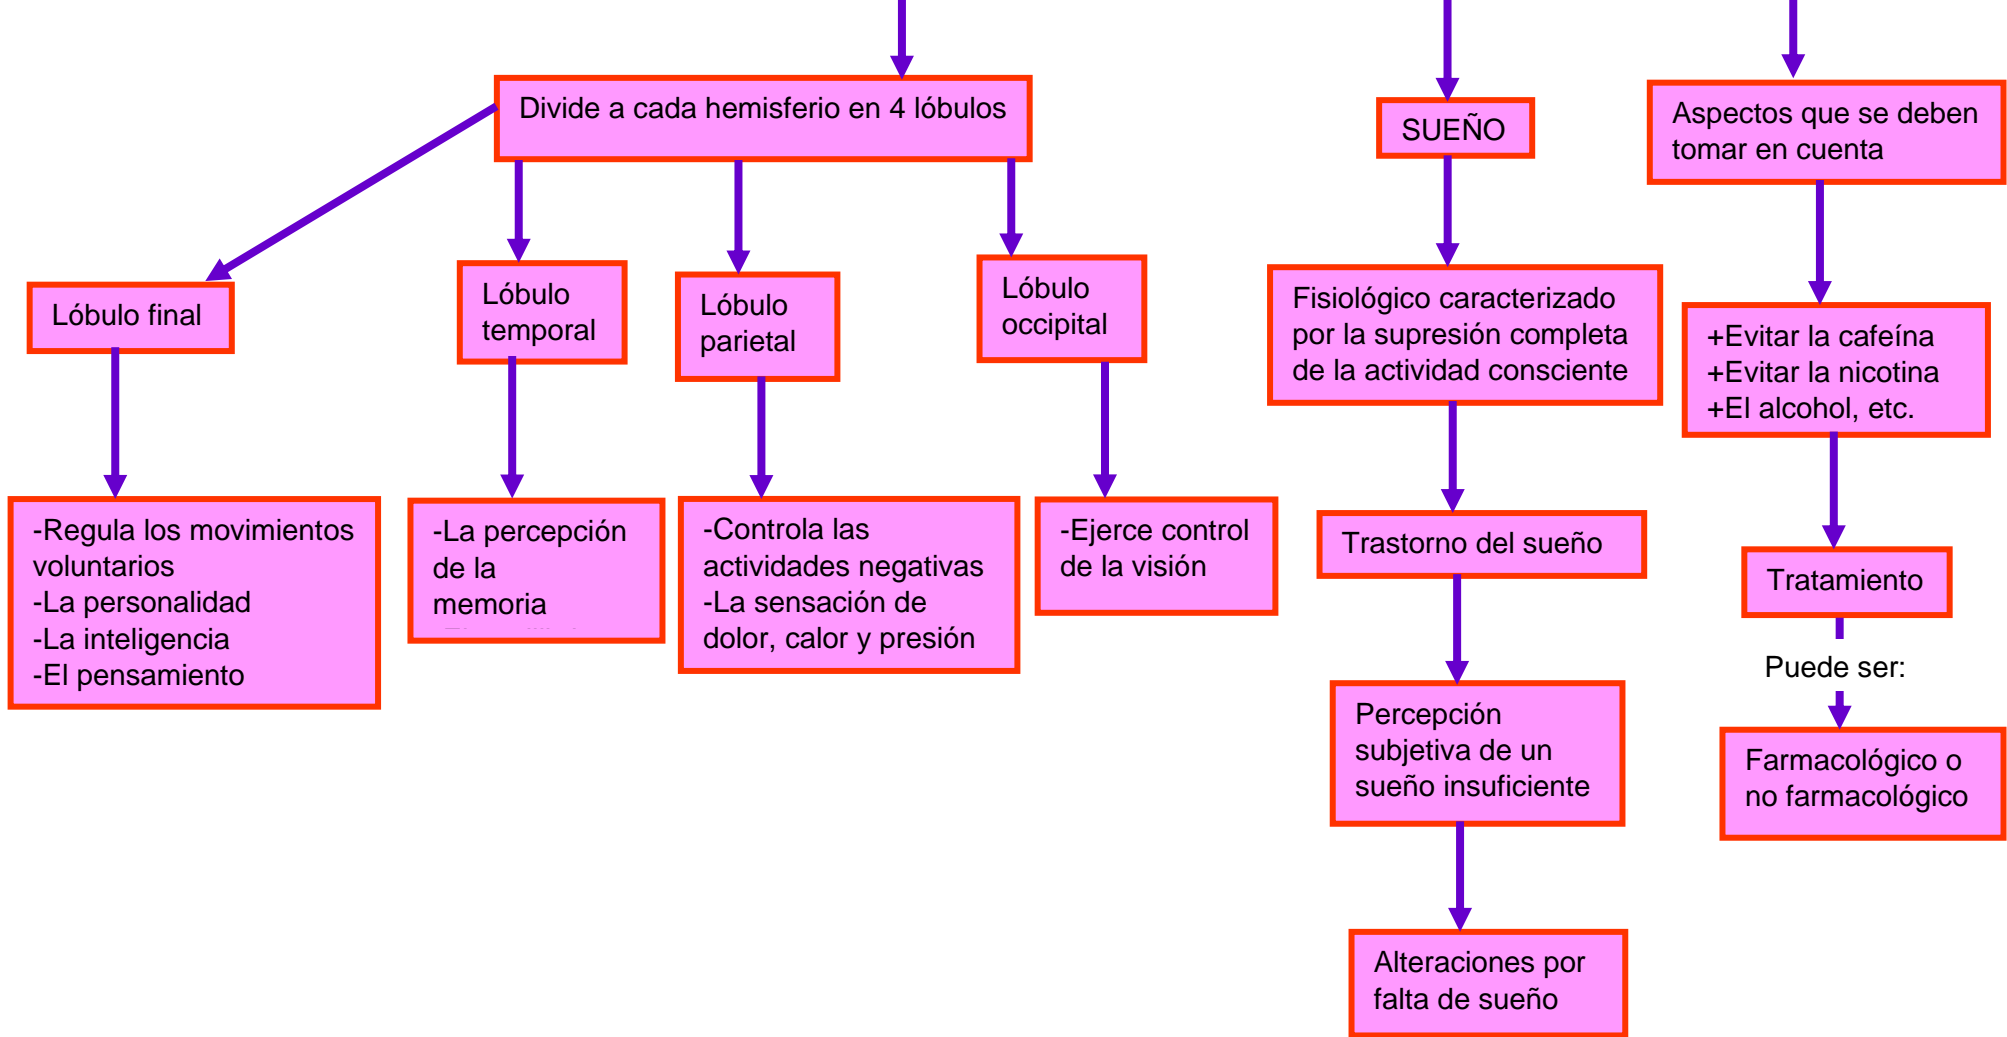 Divide a cada hemisferio en 4 lóbulos
SUEÑO
Aspectos que se deben
tomar en cuenta
Lóbulo final
Lóbulo
temporal
Lóbulo
parietal
Lóbulo
occipital
Fisiológico caracterizado
por la supresión completa
de la actividad consciente
+Evitar la cafeína
+Evitar la nicotina
+El alcohol, etc.
-Regula los movimientos
voluntarios
-La personalidad
-La inteligencia
-El pensamiento
-La percepción
de la
memoria
-Controla las
actividades negativas
-La sensación de
dolor, calor y presión
-Ejerce control
de la visión
Trastorno del sueño
Tratamiento
Puede ser:
Percepción
subjetiva de un
sueño insuficiente
Farmacológico o
no farmacológico
Alteraciones por
falta de sueño